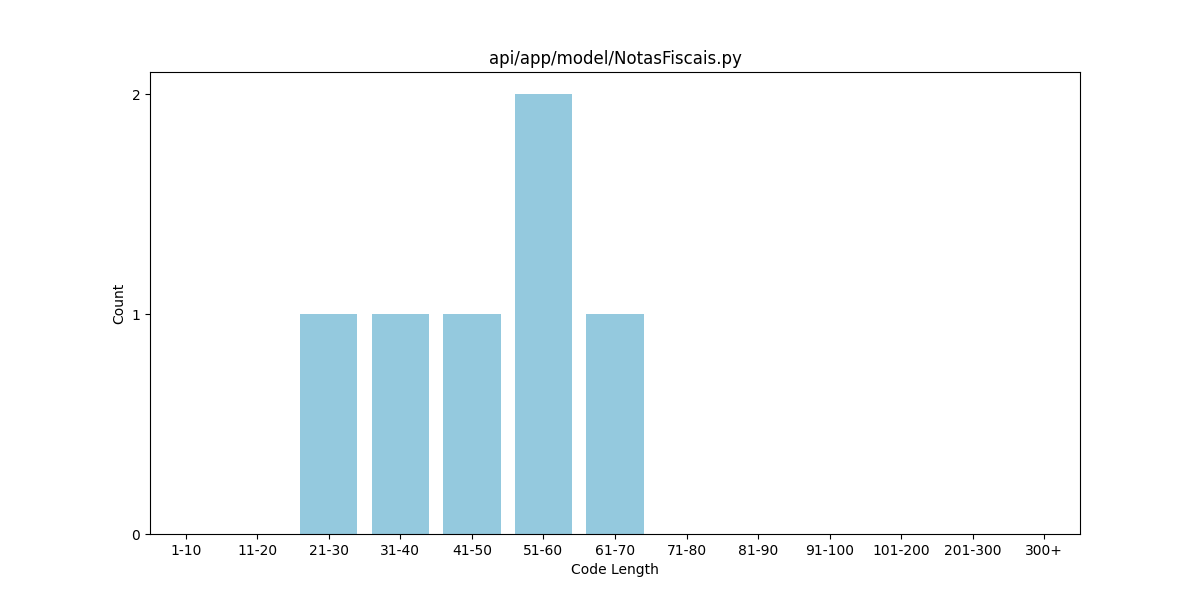 api/app/model/NotasFiscais.py
2
1
0
Count
1-10 11-20 21-30 31-40 41-50 51-60 61-70 71-80 81-90 91-100 101-200 201-300 300+
Code Length